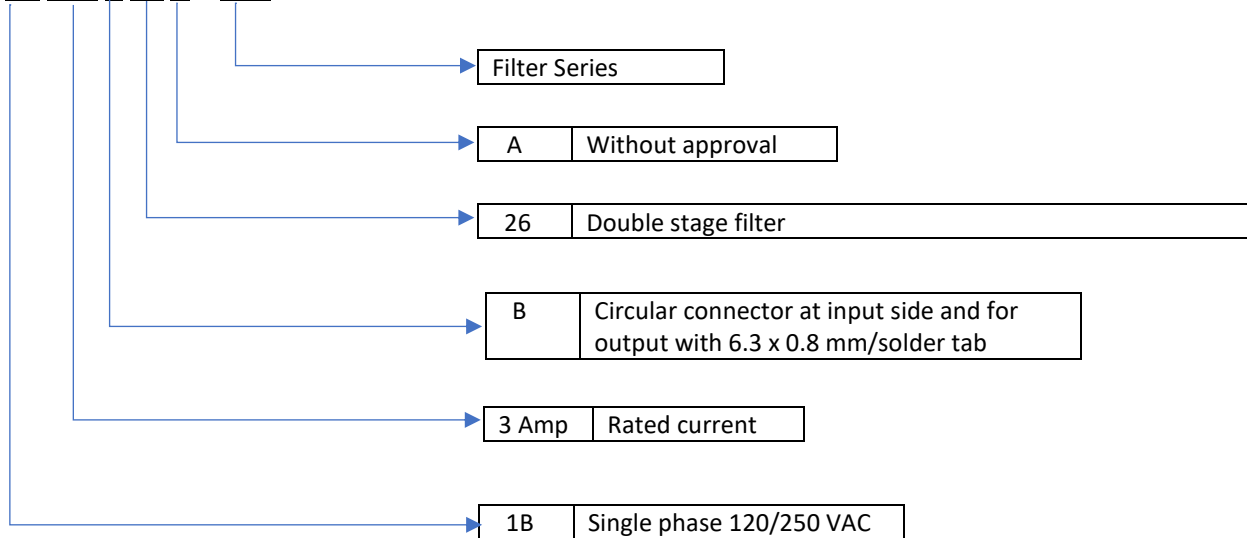 Filter Series
A Without approval
26 Double stage filter
B Circular connector at input side and for
output with 6.3 x 0.8 mm/solder tab
3 Amp Rated current
1B Single phase 120/250 VAC